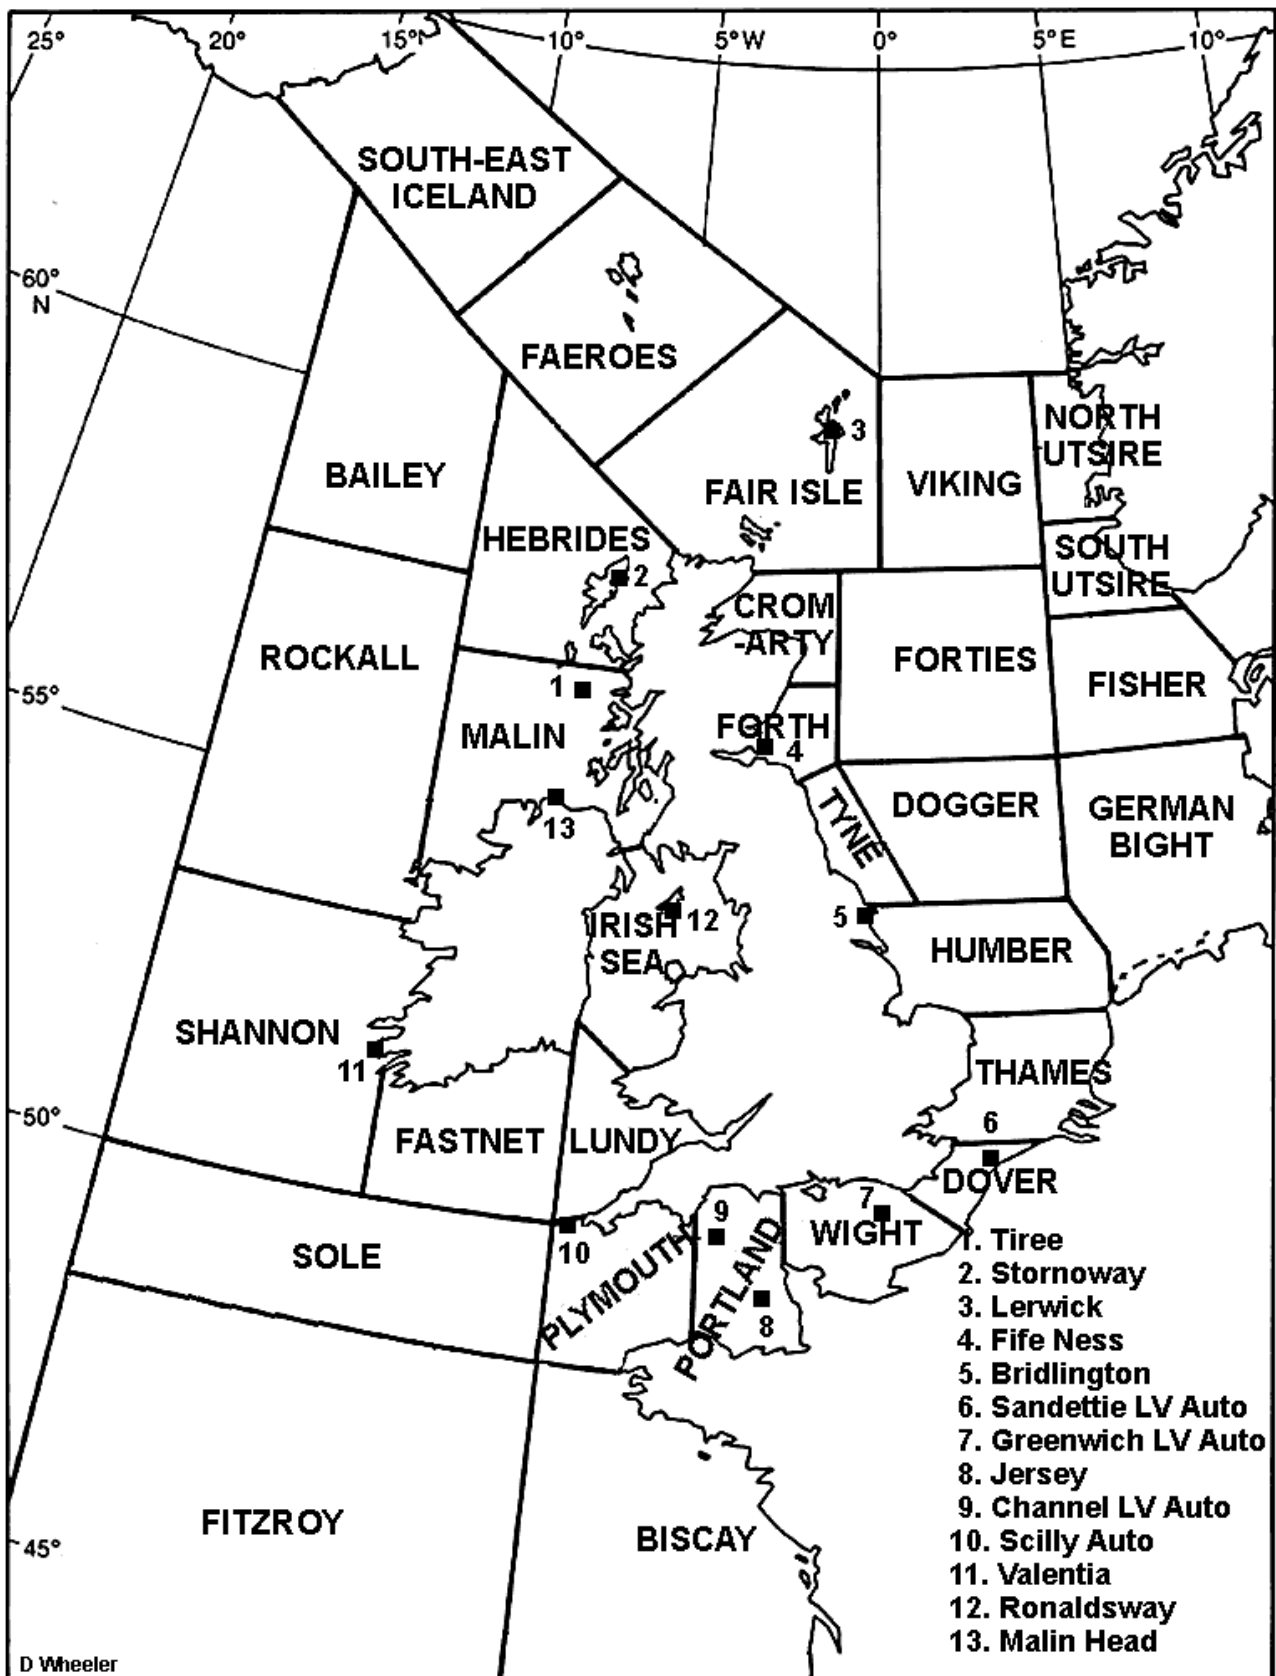 25°
20°
15°
10°
5°W
0°
5°E
10°
SOUTH-EAST
ICELAND
60°
N
FAEROES
NORTH
UTSIRE
3
BAILEY
FAIR ISLE
VIKING
HEBRIDES
SOUTH
UTSIRE
2
CROM
-ARTY
ROCKALL
FORTIES
FISHER
55°
1
MALIN
FORTH
4
TYNE
DOGGER
GERMAN
BIGHT
13
IRISH
SEA
12
5
HUMBER
SHANNON
11
THAMES
50°
FASTNET
LUNDY
6
DOVER
SOLE
10
PLYMOUTH
9
PORTLAND
8
7
WIGHT
1. Tiree
2. Stornoway
3. Lerwick
4. Fife Ness
5. Bridlington
6. Sandettie LV Auto
7. Greenwich LV Auto
8. Jersey
9. Channel LV Auto
10. Scilly Auto
11. Valentia
12. Ronaldsway
13. Malin Head
FITZROY
BISCAY
45°
D Wheeler